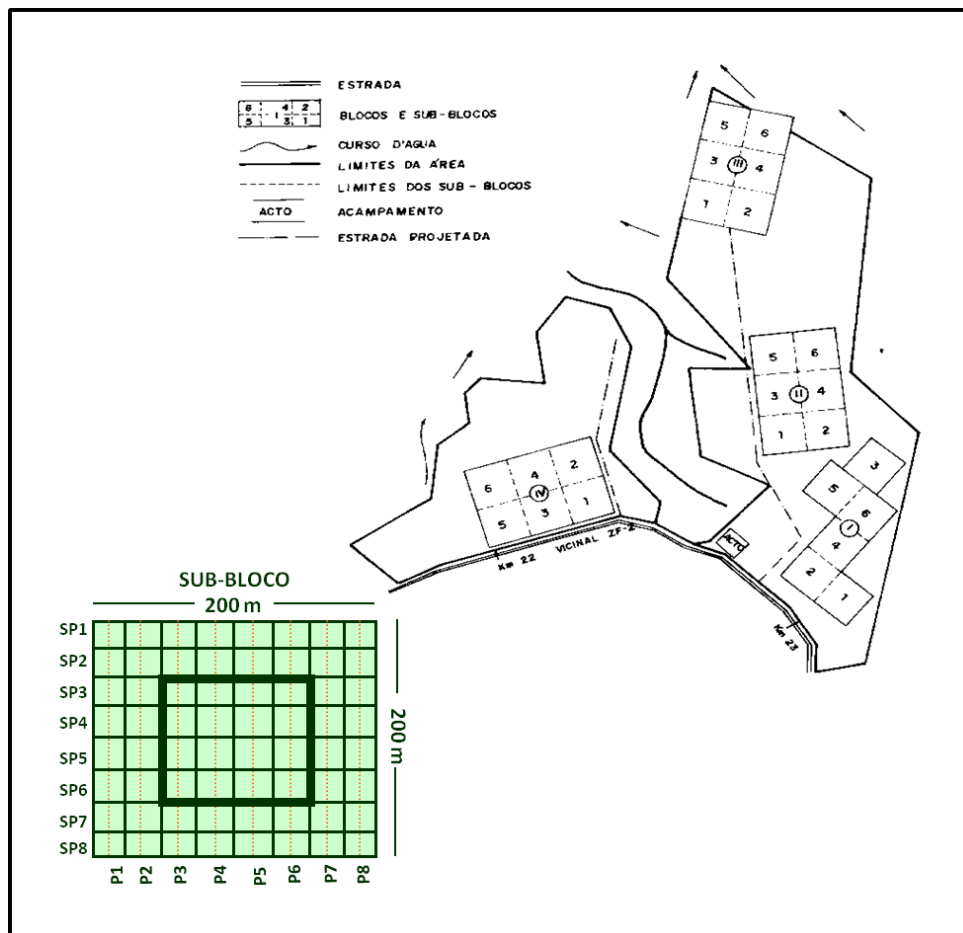 ESTRADA
6 4 2
I
5 3 1
BLOCOS E SUB-BLOCOS
CURSO D'AGUA
LIMITES DA ÁREA
LIMITES DOS SUB - BLOCOS
ACTO
ACAMPAMENTO
ESTRADA PROJETADA
5 6
3 III 4
1 2
5 6
3 II 4
1 2
3
5
6
I
4
2
1
6 4 2
IV
5 3 1
ACTO
Km 22
VICINAL ZF-2
Km 23
SUB-BLOCO
200 m
SP1
SP2
SP3
SP4
SP5
SP6
SP7
SP8
200 m
P1 P2 P3 P4 P5 P6 P7 P8